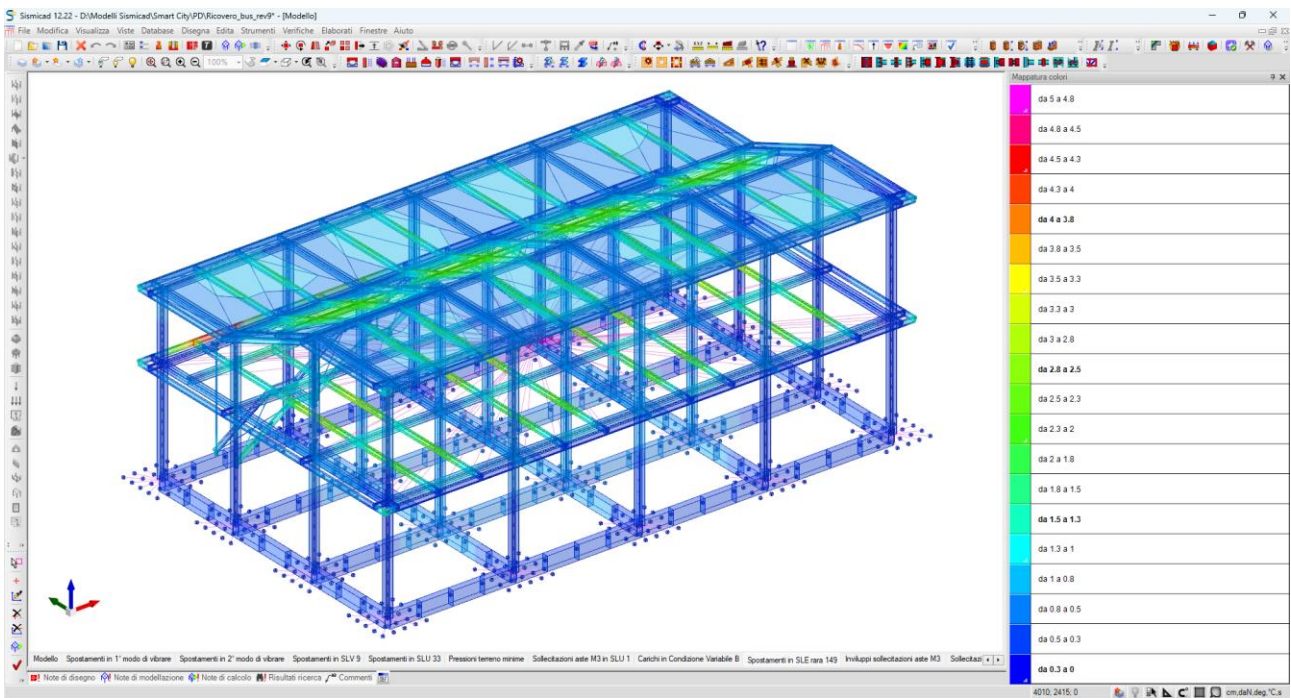 Sismicad 12.22 - D:\Modelli Sismicad\Smart City\PD\Ricovero_bus_rev9* - [Modello]
File Modifica Visualizza Viste Database Disegna Edita Strumenti Verifiche Elaborati Finestre Aiuto
100%
Mappatura colori
da 5 a 4.8
da 4.8 a 4.5
da 4.5 a 4.3
da 4.3 a 4
da 4 a 3.8
da 3.8 a 3.5
da 3.5 a 3.3
da 3.3 a 3
da 3 a 2.8
da 2.8 a 2.5
da 2.5 a 2.3
da 2.3 a 2
da 2 a 1.8
da 1.8 a 1.5
da 1.5 a 1.3
da 1.3 a 1
da 1 a 0.8
da 0.8 a 0.5
da 0.5 a 0.3
da 0.3 a 0
Modello Spostamenti in 1° modo di vibrare Spostamenti in 2° modo di vibrare Spostamenti in SLV 9 Spostamenti in SLU 33 Pressioni terreno minime Sollecitazioni aste M3 in SLU 1 Carichi in Condizione Variabile B Spostamenti in SLE rara 149 Inviluppi sollecitazioni aste M3 Sollecitazi
Note di disegno Note di modellazione Note di calcolo Risultati ricerca Commenti
4010; 2415; 0 cm,daN,deg,°C,s